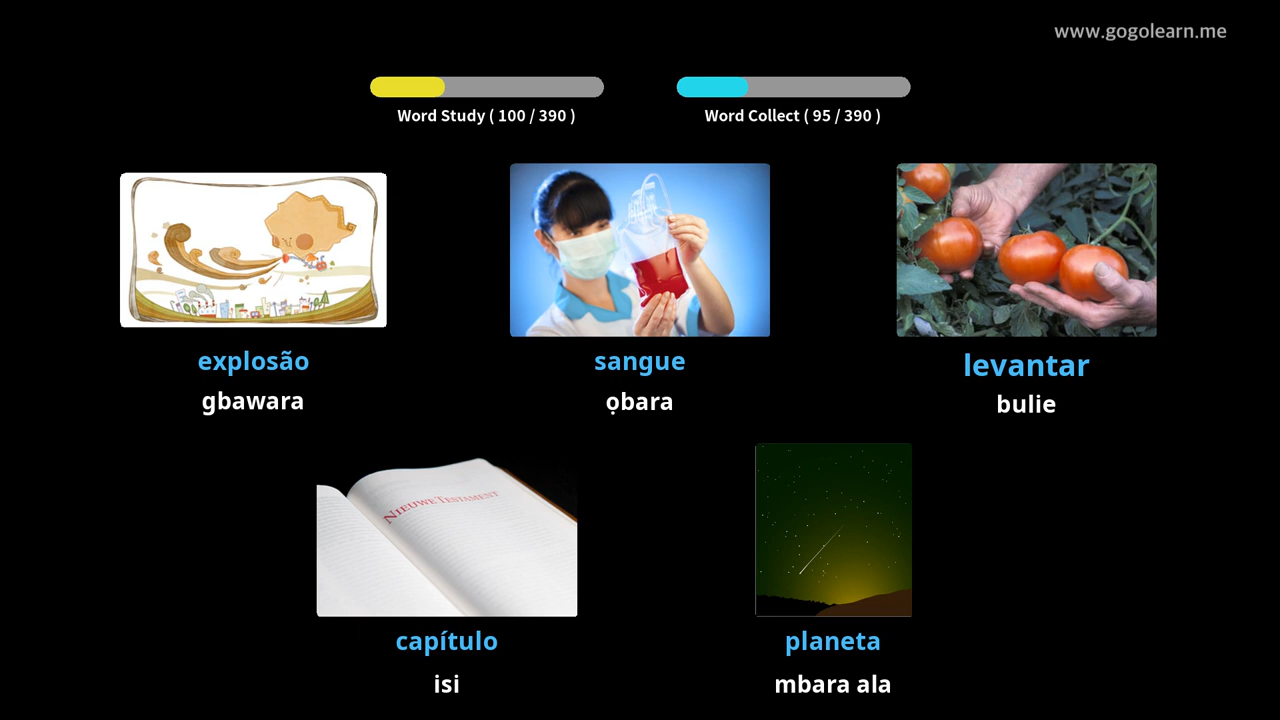 www.gogolearn.me
Word Study ( 100 / 390 )
Word Collect ( 95 / 390 )
explosão
gbawara
sangue
ọbara
levantar
bulie
NIEUWE TESTAMENT
capítulo
isi
planeta
mbara ala